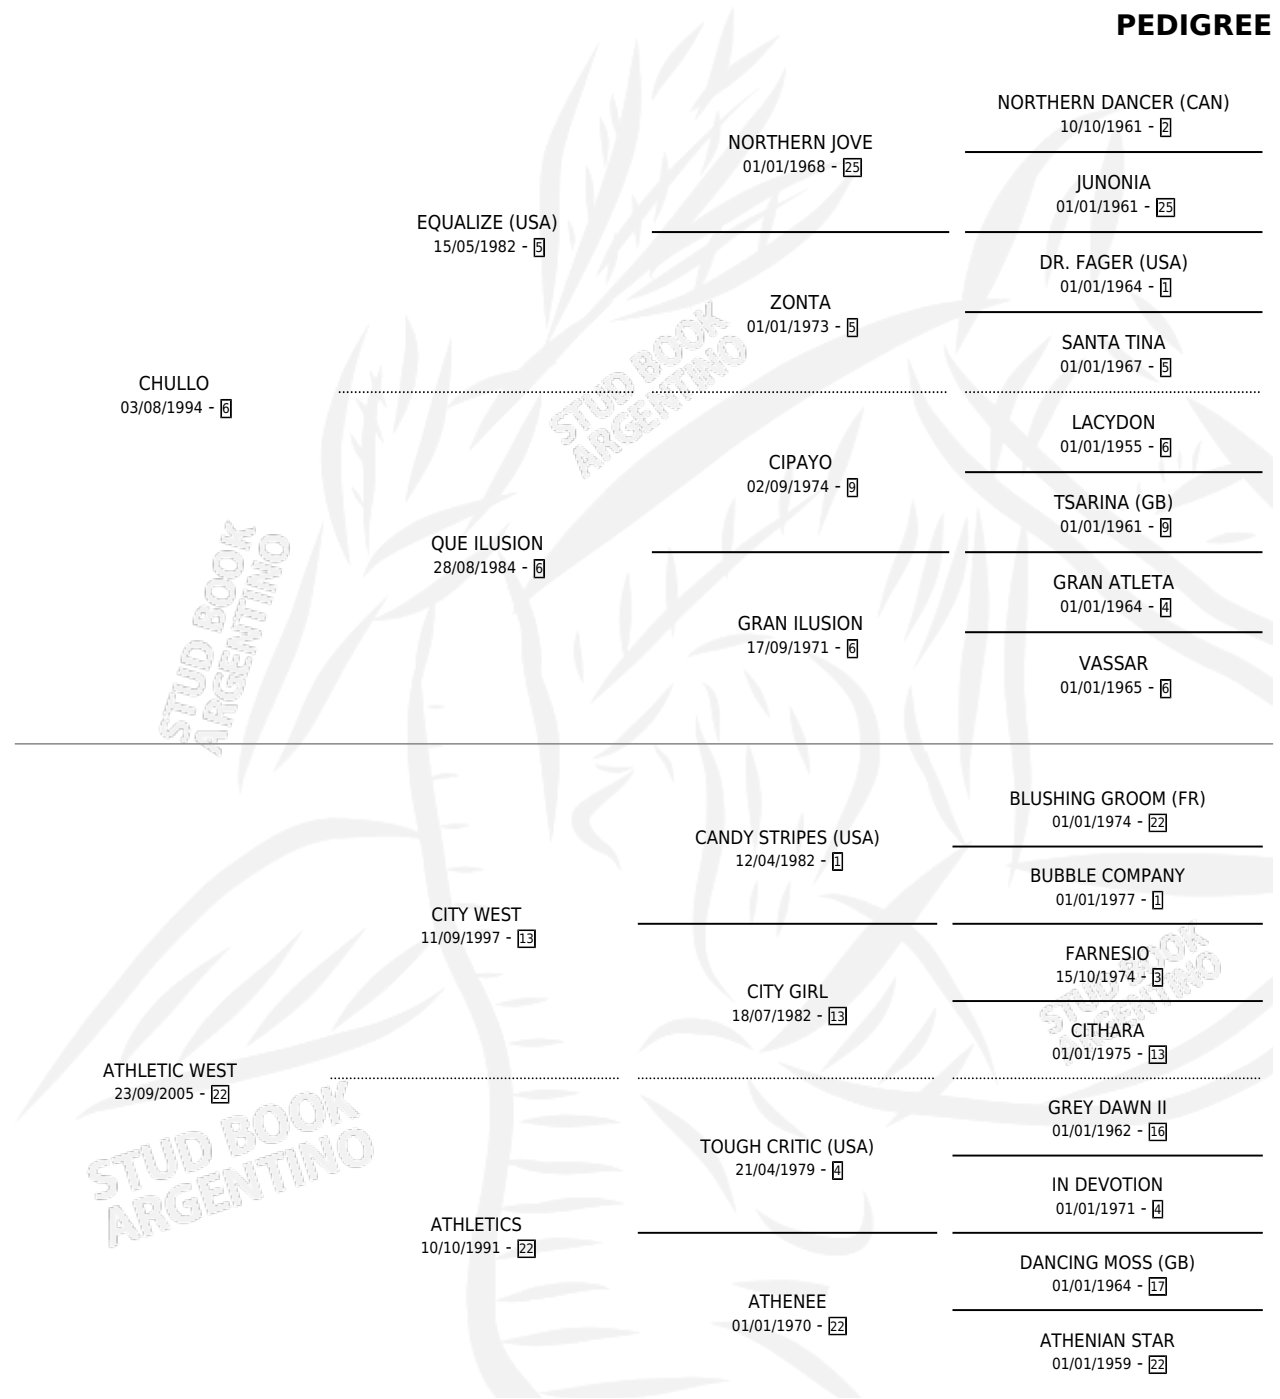 PEDIGREE
NORTHERN DANCER (CAN)
10/10/1961 - 2
NORTHERN JOVE
01/01/1968 - 25
JUNONIA
01/01/1961 - 25
EQUALIZE (USA)
15/05/1982 - 5
DR. FAGER (USA)
01/01/1964 - 1
ZONTA
01/01/1973 - 5
SANTA TINA
01/01/1967 - 5
CHULLO
03/08/1994 - 6
LACYDON
01/01/1955 - 6
CIPAYO
02/09/1974 - 9
TSARINA (GB)
01/01/1961 - 9
QUE ILUSION
28/08/1984 - 6
GRAN ATLETA
01/01/1964 - 4
GRAN ILUSION
17/09/1971 - 6
VASSAR
01/01/1965 - 6
BLUSHING GROOM (FR)
01/01/1974 - 22
CANDY STRIPES (USA)
12/04/1982 - 1
BUBBLE COMPANY
01/01/1977 - 1
CITY WEST
11/09/1997 - 13
FARNESIO
15/10/1974 - 3
CITY GIRL
18/07/1982 - 13
CITHARA
01/01/1975 - 13
ATHLETIC WEST
23/09/2005 - 22
GREY DAWN II
01/01/1962 - 16
TOUGH CRITIC (USA)
21/04/1979 - 4
IN DEVOTION
01/01/1971 - 4
ATHLETICS
10/10/1991 - 22
DANCING MOSS (GB)
01/01/1964 - 17
ATHENEE
01/01/1970 - 22
ATHENIAN STAR
01/01/1959 - 22
STUD BOOK
ARGENTINO
STUD BOOK
ARGENTINO
STUD BOOK
ARGENTINO
STUD BOOK
ARGENTINO